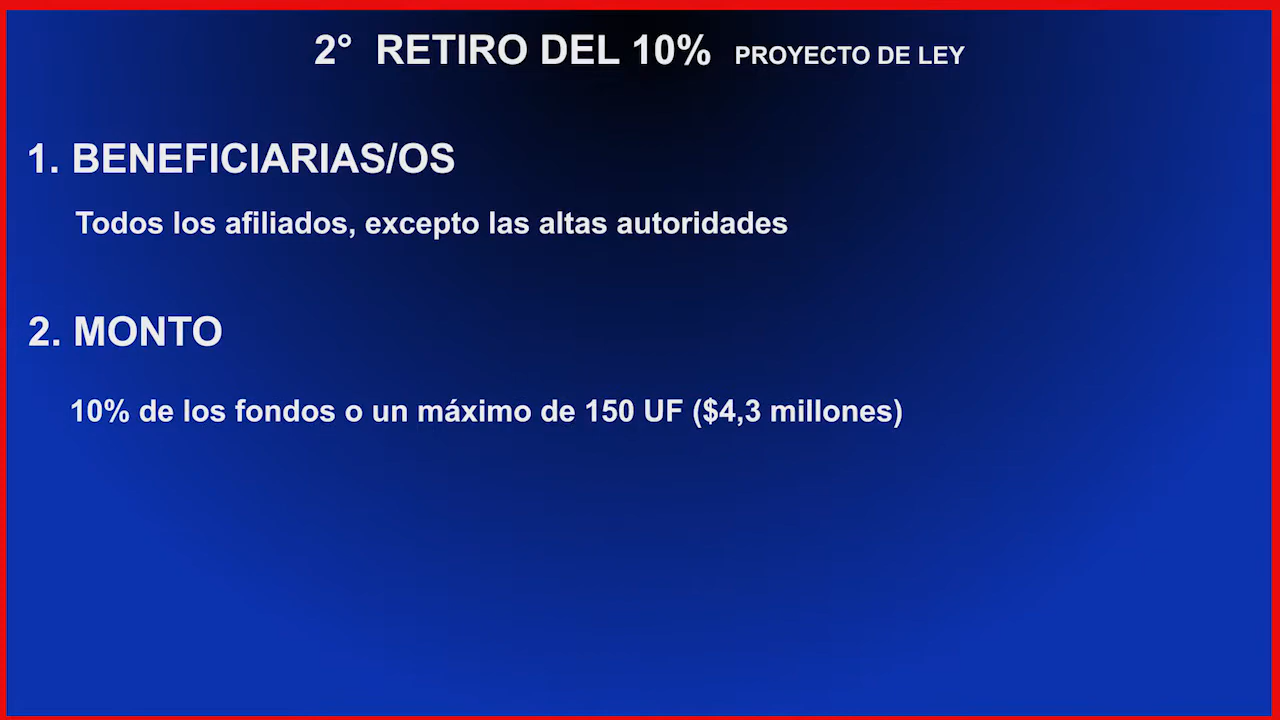 2° RETIRO DEL 10% PROYECTO DE LEY
1. BENEFICIARIAS/OS
Todos los afiliados, excepto las altas autoridades
2. MONTO
10% de los fondos o un máximo de 150 UF ($4,3 millones)